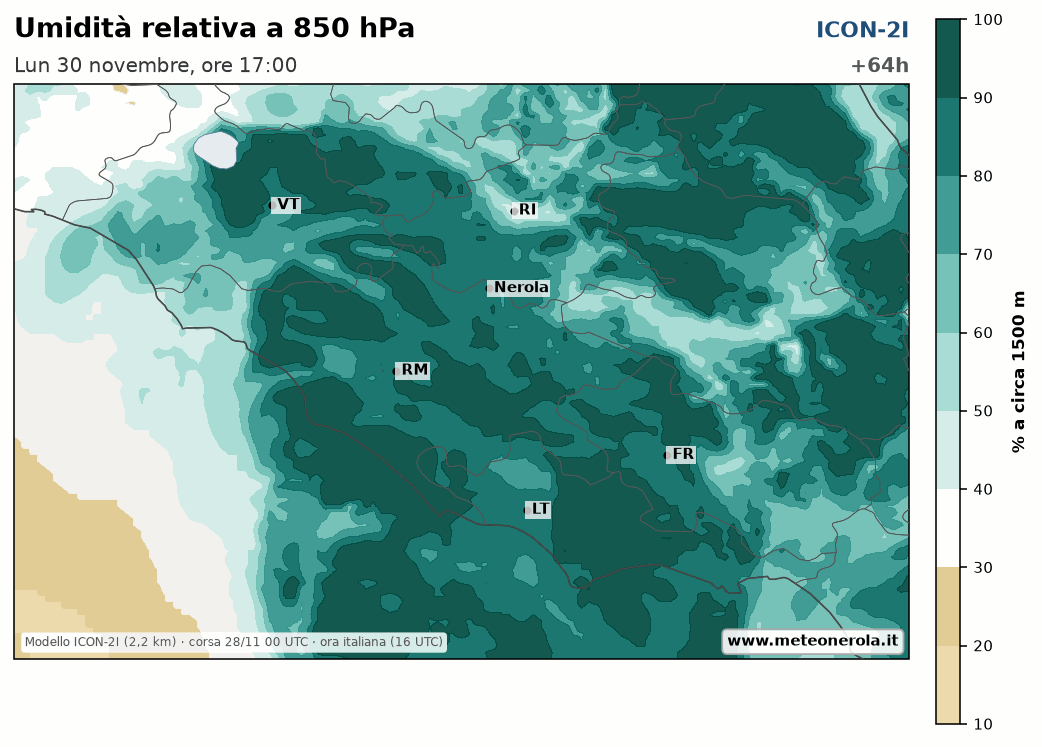 Umidità relativa a 850 hPa
ICON-2I
Lun 30 novembre, ore 17:00
+64h
100
90
80
70
60
50
40
30
20
10
% a circa 1500 m
VT
RI
Nerola
RM
FR
LT
Modello ICON-2I (2,2 km) · corsa 28/11 00 UTC · ora italiana (16 UTC)
www.meteonerola.it